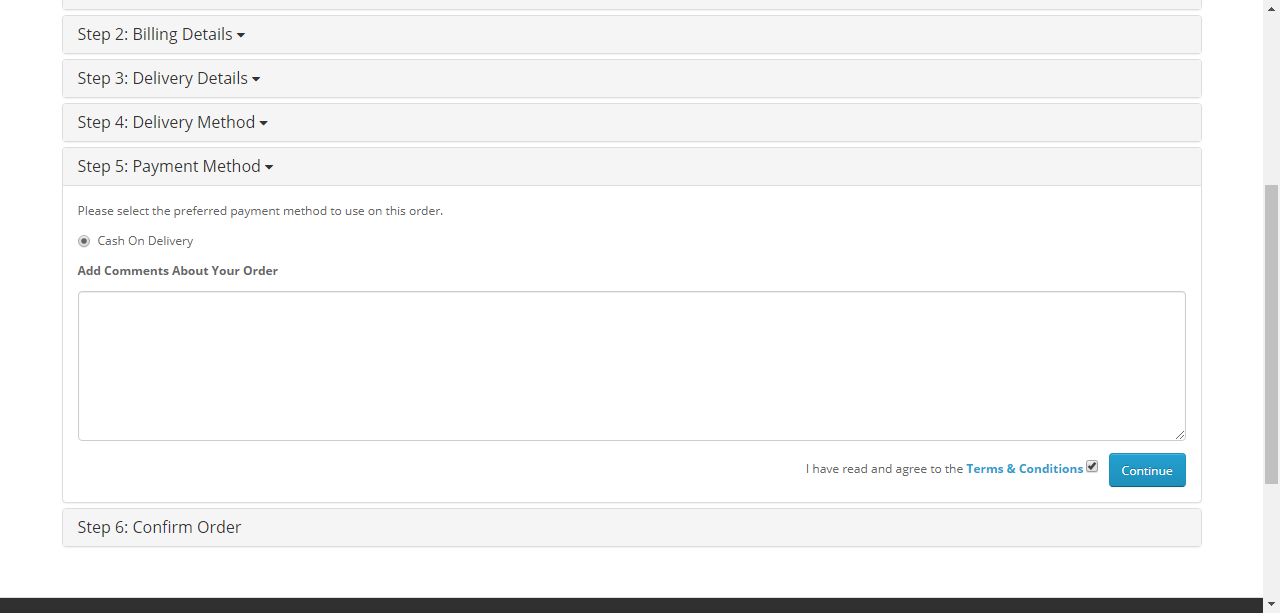 Step 2: Billing Details
Step 3: Delivery Details
Step 4: Delivery Method
Step 5: Payment Method
Please select the preferred payment method to use on this order.
Cash On Delivery
Add Comments About Your Order
I have read and agree to the Terms & Conditions
Continue
Step 6: Confirm Order